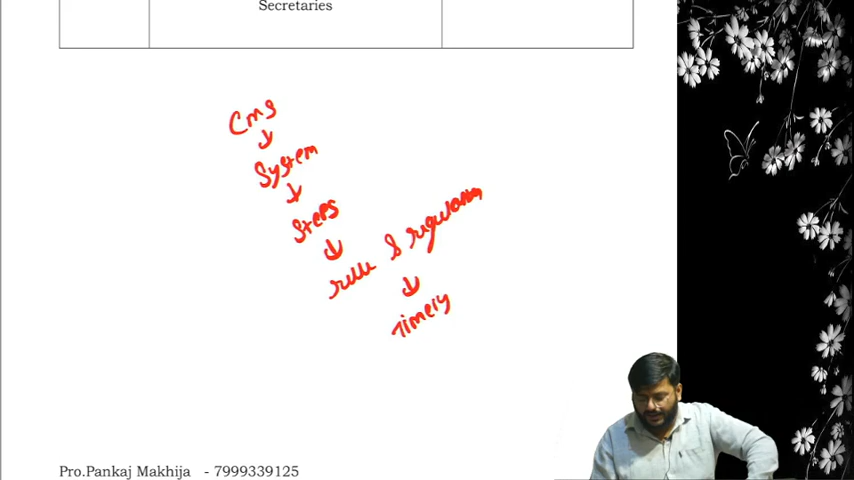 Secretaries
Cms
↓
System
↓
Steps
↓
rule & regulation
↓
Timely
Pro.Pankaj Makhija - 7999339125